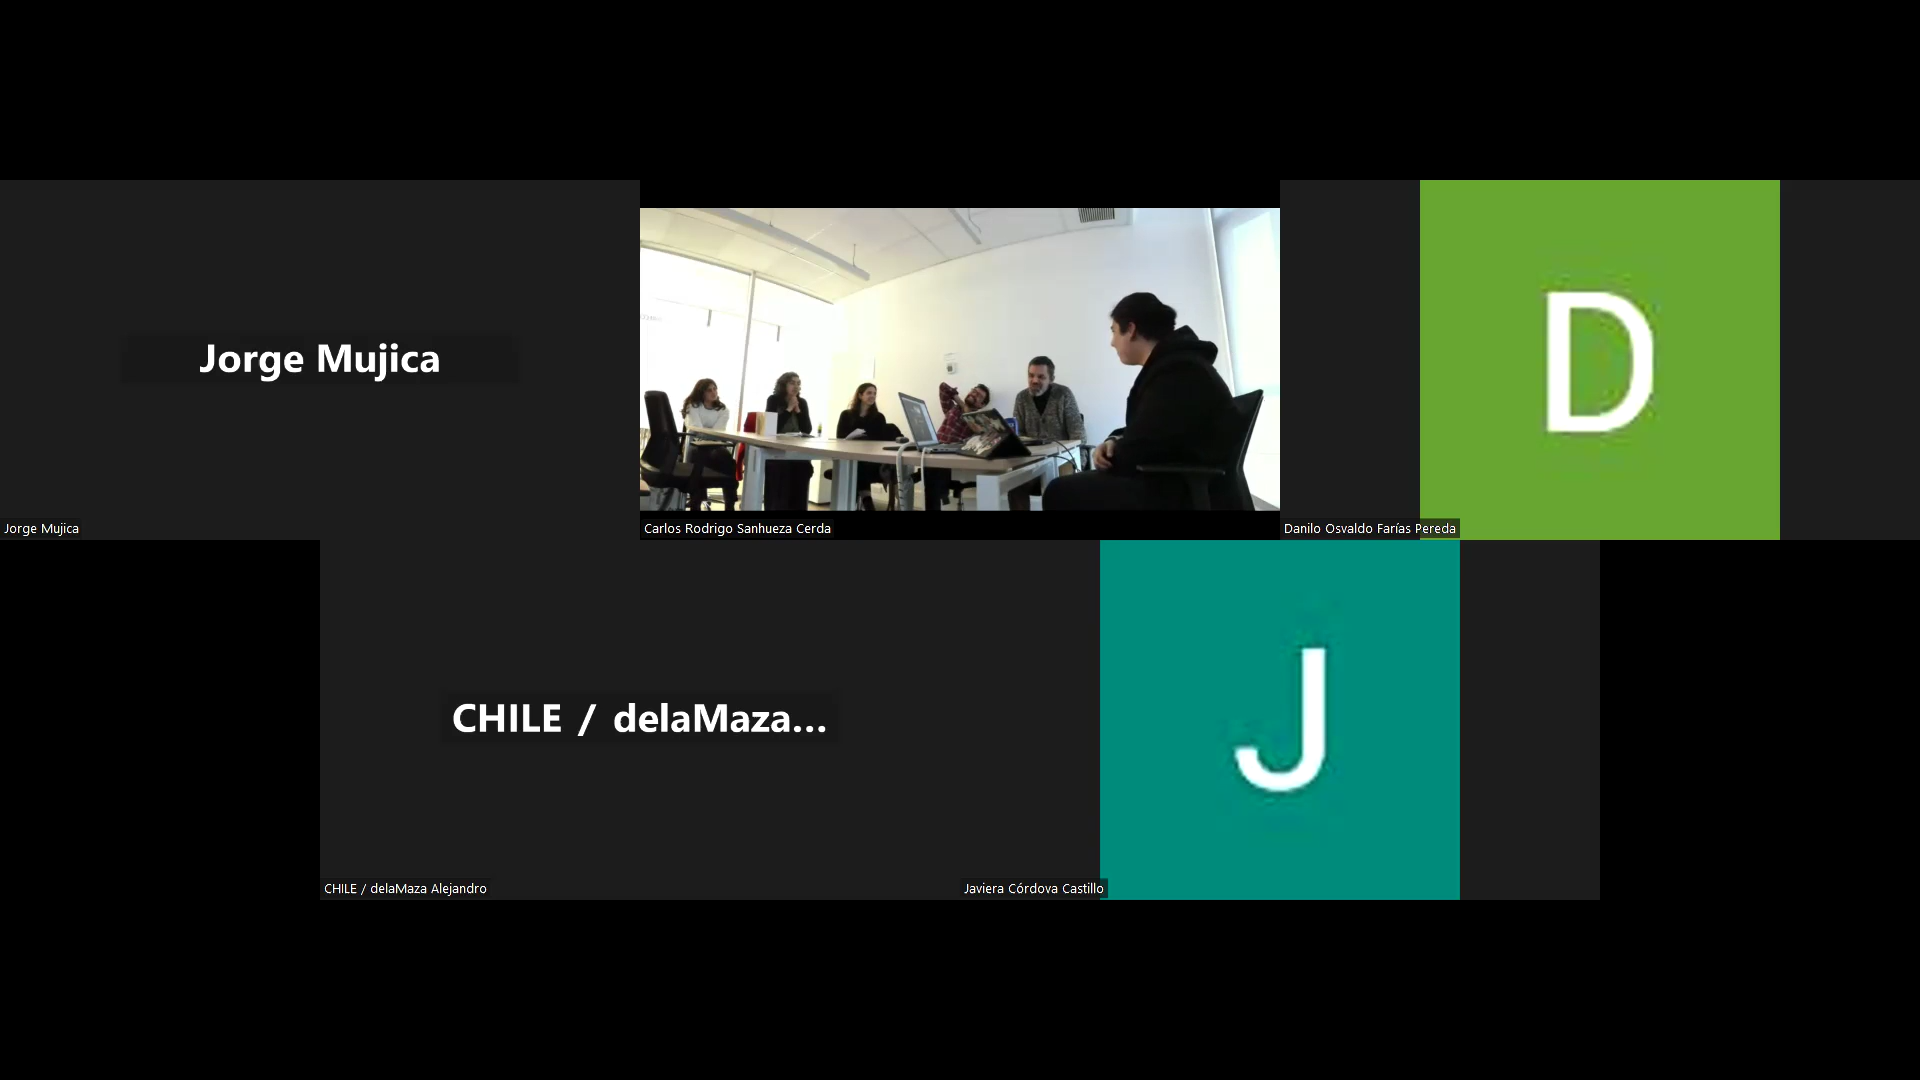 Jorge Mujica
Jorge Mujica
Carlos Rodrigo Sanhueza Cerda
D
Danilo Osvaldo Farías Pereda
CHILE / delaMaza...
CHILE / delaMaza Alejandro
J
Javiera Córdova Castillo